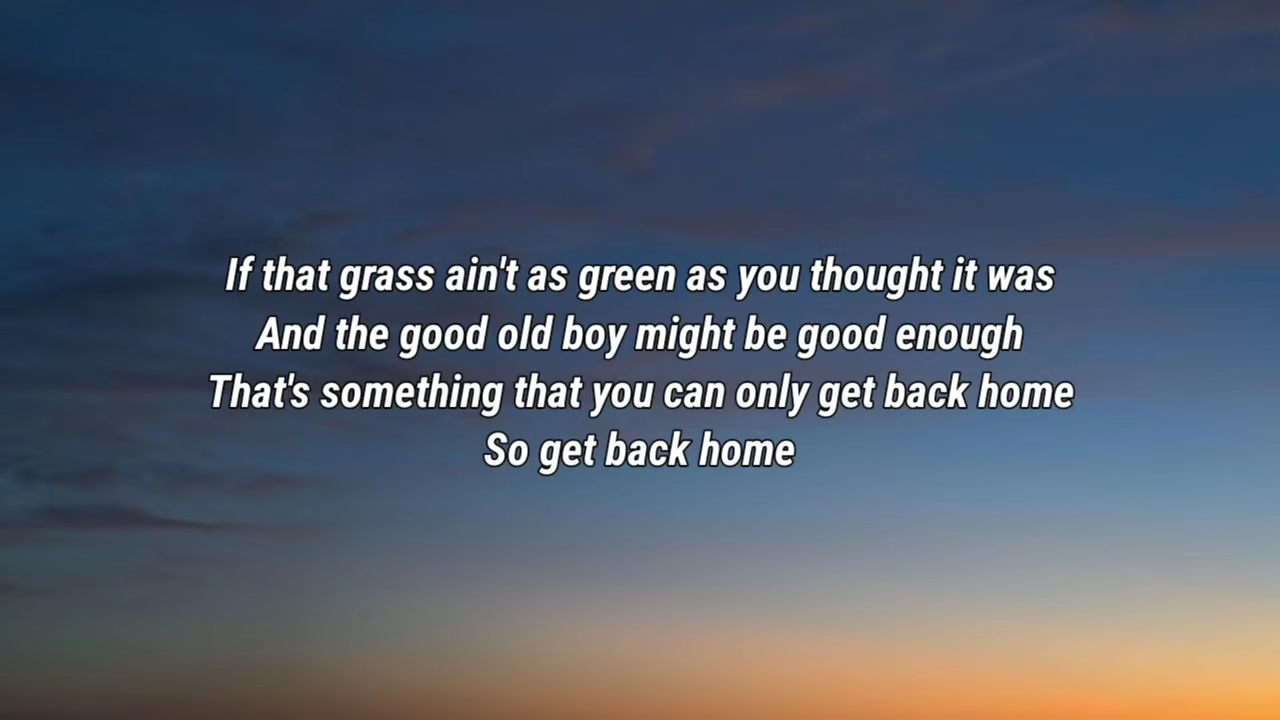 If that grass ain't as green as you thought it was
And the good old boy might be good enough
That's something that you can only get back home
So get back home